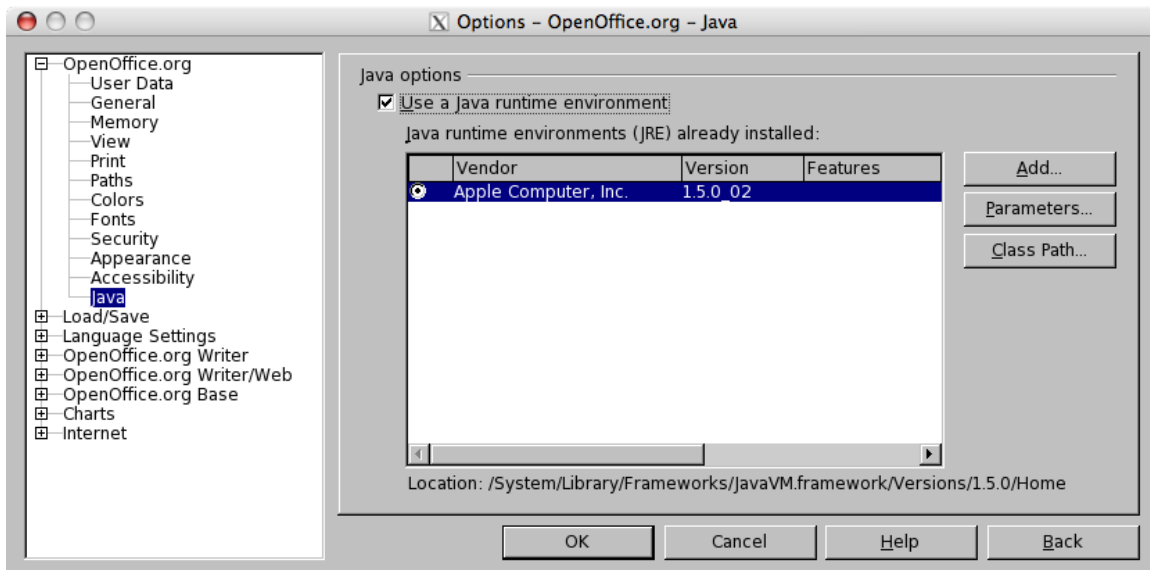 Options – OpenOffice.org – Java
OpenOffice.org
User Data
General
Memory
View
Print
Paths
Colors
Fonts
Security
Appearance
Accessibility
Java
Load/Save
Language Settings
OpenOffice.org Writer
OpenOffice.org Writer/Web
OpenOffice.org Base
Charts
Internet
Java options
Use a Java runtime environment
Java runtime environments (JRE) already installed:
Vendor Version Features
Apple Computer, Inc. 1.5.0_02
Add...
Parameters...
Class Path...
Location: /System/Library/Frameworks/JavaVM.framework/Versions/1.5.0/Home
OK Cancel Help Back